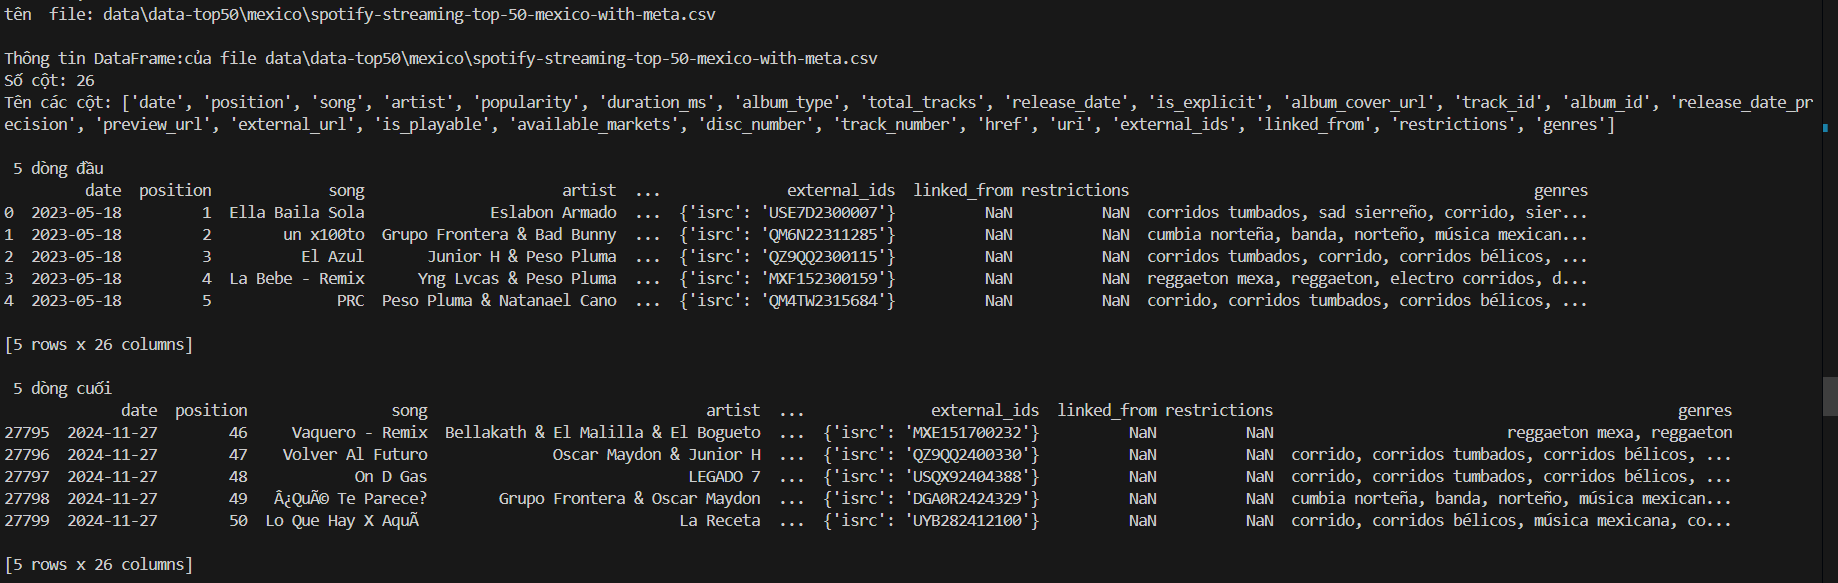 tên  file: data\data-top50\mexico\spotify-streaming-top-50-mexico-with-meta.csv
Thông tin DataFrame:của file data\data-top50\mexico\spotify-streaming-top-50-mexico-with-meta.csv
Số cột: 26
Tên các cột: ['date', 'position', 'song', 'artist', 'popularity', 'duration_ms', 'album_type', 'total_tracks', 'release_date', 'is_explicit', 'album_cover_url', 'track_id', 'album_id', 'release_date_pr
ecision', 'preview_url', 'external_url', 'is_playable', 'available_markets', 'disc_number', 'track_number', 'href', 'uri', 'external_ids', 'linked_from', 'restrictions', 'genres']
5 dòng đầu
date position song artist ... external_ids linked_from restrictions genres
0 2023-05-18 1 Ella Baila Sola Eslabon Armado ... {'isrc': 'USE7D2300007'} NaN NaN corridos tumbados, sad sierreño, corrido, sier...
1 2023-05-18 2 un x100to Grupo Frontera & Bad Bunny ... {'isrc': 'QM6N22311285'} NaN NaN cumbia norteña, banda, norteño, música mexican...
2 2023-05-18 3 El Azul Junior H & Peso Pluma ... {'isrc': 'QZ9QQ2300115'} NaN NaN corridos tumbados, corrido, corridos bélicos, ...
3 2023-05-18 4 La Bebe - Remix Yng Lvcas & Peso Pluma ... {'isrc': 'MXF152300159'} NaN NaN reggaeton mexa, reggaeton, electro corridos, d...
4 2023-05-18 5 PRC Peso Pluma & Natanael Cano ... {'isrc': 'QM4TW2315684'} NaN NaN corrido, corridos tumbados, corridos bélicos, ...
[5 rows x 26 columns]
5 dòng cuối
date position song artist ... external_ids linked_from restrictions genres
27795 2024-11-27 46 Vaquero - Remix Bellakath & El Malilla & El Bogueto ... {'isrc': 'MXE151700232'} NaN NaN reggaeton mexa, reggaeton
27796 2024-11-27 47 Volver Al Futuro Oscar Maydon & Junior H ... {'isrc': 'QZ9QQ2400330'} NaN NaN corrido, corridos tumbados, corridos bélicos, ...
27797 2024-11-27 48 On D Gas LEGADO 7 ... {'isrc': 'USQX92404388'} NaN NaN corrido, corridos tumbados, corridos bélicos, ...
27798 2024-11-27 49 Â¿QuÃ© Te Parece? Grupo Frontera & Oscar Maydon ... {'isrc': 'DGA0R2424329'} NaN NaN cumbia norteña, banda, norteño, música mexican...
27799 2024-11-27 50 Lo Que Hay X AquÃ La Receta ... {'isrc': 'UYB282412100'} NaN NaN corrido, corridos bélicos, música mexicana, co...
[5 rows x 26 columns]